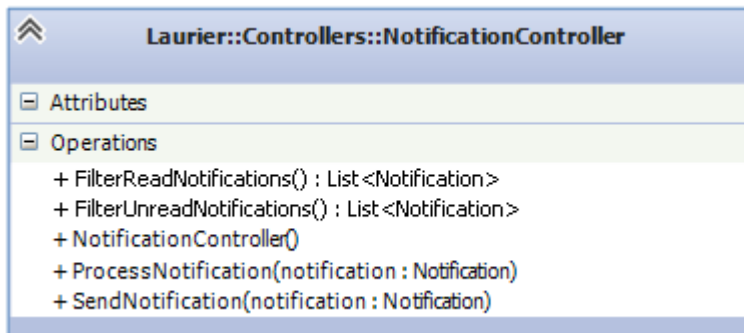 Laurier::Controllers::NotificationController
Attributes
Operations
+ FilterReadNotifications() : List<Notification>
+ FilterUnreadNotifications() : List<Notification>
+ NotificationController()
+ ProcessNotification(notification : Notification)
+ SendNotification(notification : Notification)